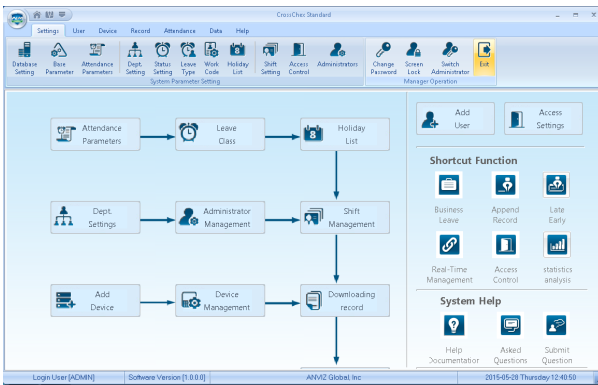 CrossChex Standard
Settings User Device Record Attendance Data Help
Database Setting
Base Parameter
Attendance Parameters
Dept. Setting
Status Setting
Leave Type
Work Code
Holiday List
Shift Setting
Access Control
Administrators
Change Password
Screen Lock
Switch Administrator
Exit
System Parameter Setting
Manager Operation
Attendance
Parameters
Leave
Class
8
Holiday
List
Add
User
Access
Settings
Shortcut Function
Business
Leave
Append
Record
Late
Early
Dept.
Settings
Administrator
Management
Shift
Management
Real-Time
Management
Access
Control
statistics
analysis
Add
Device
Device
Management
Downloading
record
System Help
Help
Documentation
Asked
Questions
Submit
Question
Login User [ADMIN] Software Version [1.0.0.0] ANVIZ Global, Inc 2015-05-28 Thursday 12:40:50